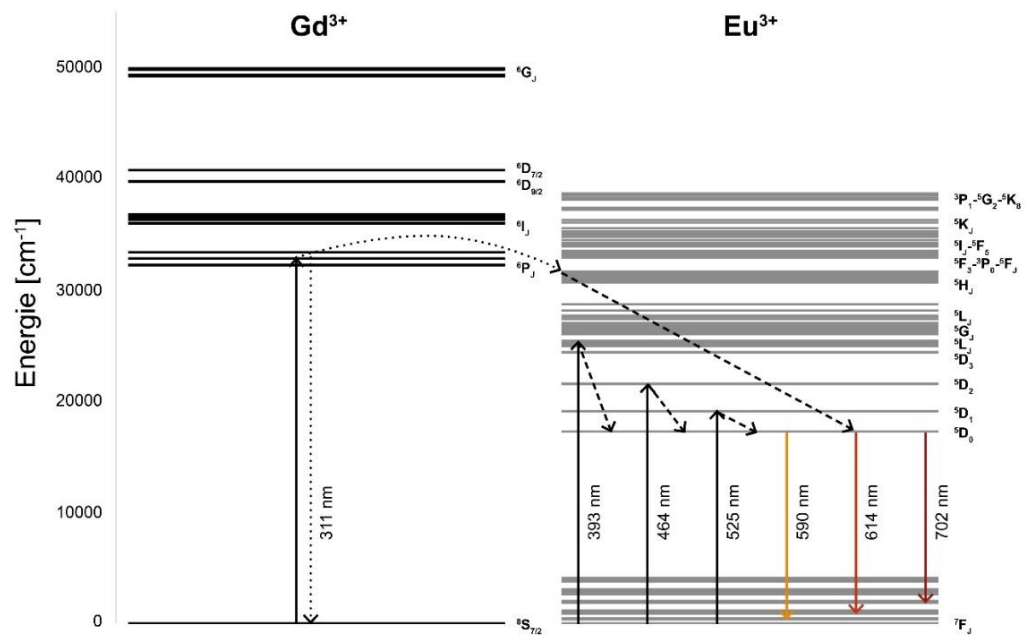 Gd³⁺
Eu³⁺
Energie [cm⁻¹]
50000
40000
30000
20000
10000
0
⁶G_J
⁶D_7/2
⁶D_9/2
⁶I_J
⁶P_J
⁸S_7/2
311 nm
³P₁-⁵G₂-⁵K₈
⁵K_J
⁵I_J-⁵F₅
⁵F₃-³P₀-⁵F_J
⁵H_J
⁵L_J
⁵G_J
⁵L_J
⁵D₃
⁵D₂
⁵D₁
⁵D₀
393 nm
464 nm
525 nm
590 nm
614 nm
702 nm
⁷F_J